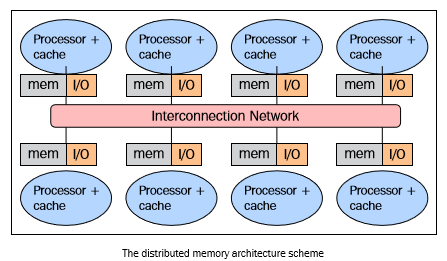 Processor +
cache
Processor +
cache
Processor +
cache
Processor +
cache
mem I/O
mem I/O
mem I/O
mem I/O
Interconnection Network
mem I/O
mem I/O
mem I/O
mem I/O
Processor +
cache
Processor +
cache
Processor +
cache
Processor +
cache
The distributed memory architecture scheme